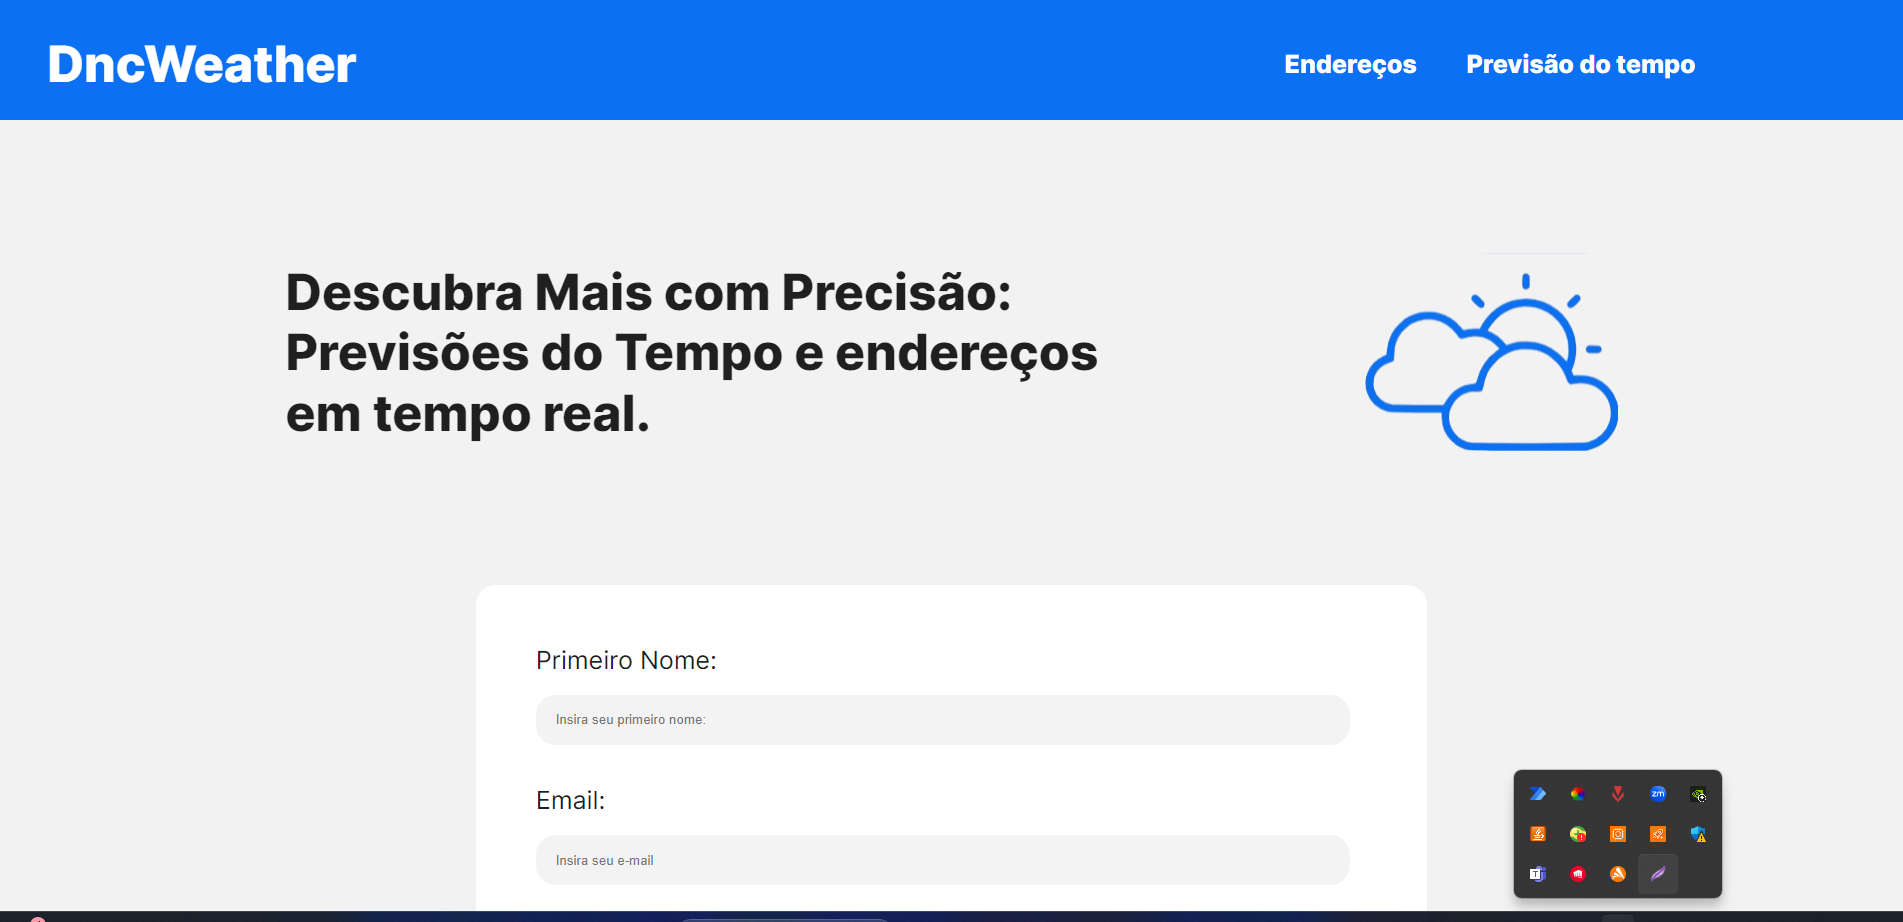 DncWeather
Endereços
Previsão do tempo
Descubra Mais com Precisão:
Previsões do Tempo e endereços
em tempo real.
Primeiro Nome:
Insira seu primeiro nome:
Email:
Insira seu e-mail
zm